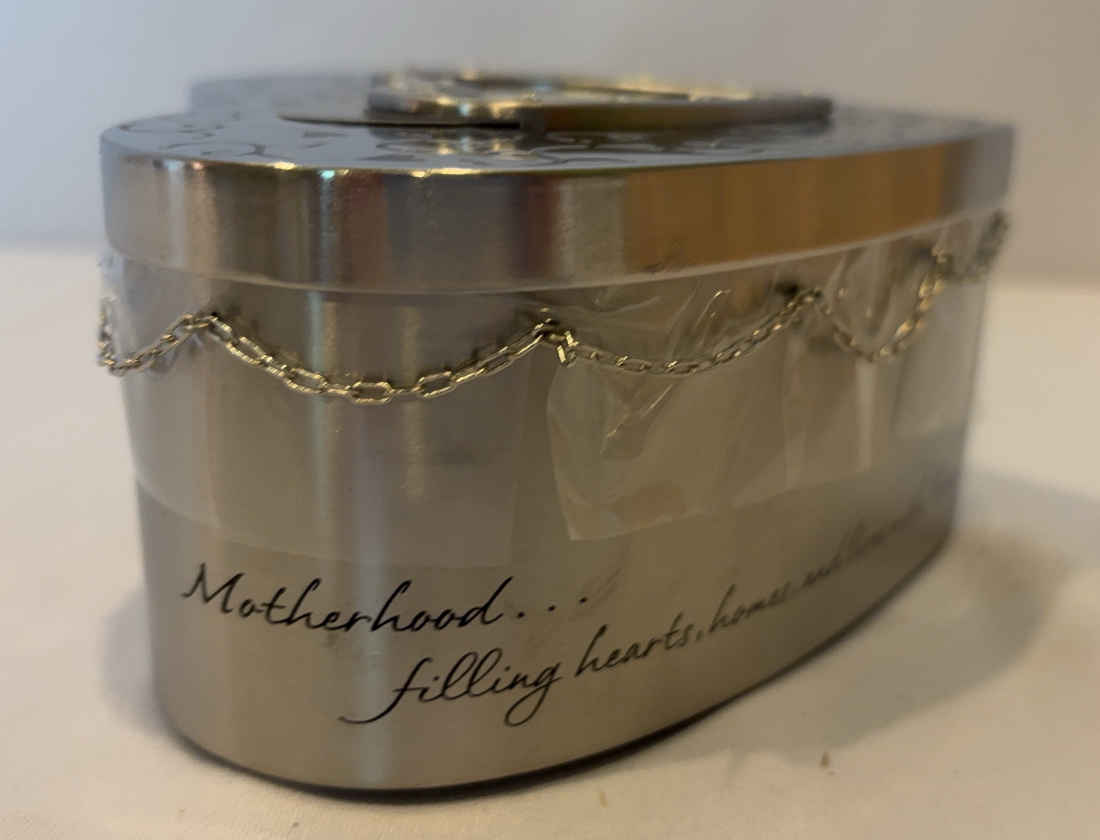 Motherhood...
filling hearts, homes and